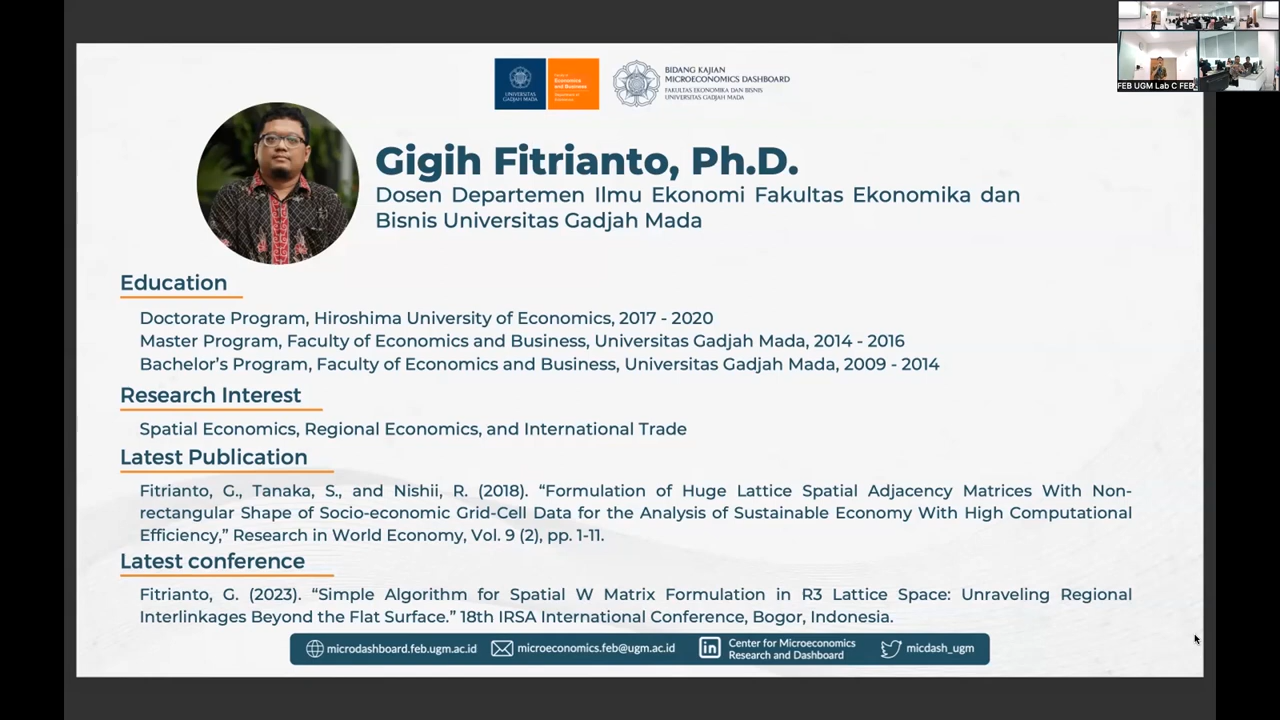 UNIVERSITAS
GADJAH MADA
Economics
and Business
BIDANG KAJIAN
MICROECONOMICS DASHBOARD
FAKULTAS EKONOMIKA DAN BISNIS
UNIVERSITAS GADJAH MADA
FEB UGM Lab C FEB
Gigih Fitrianto, Ph.D.
Dosen Departemen Ilmu Ekonomi Fakultas Ekonomika dan
Bisnis Universitas Gadjah Mada
Education
Doctorate Program, Hiroshima University of Economics, 2017 - 2020
Master Program, Faculty of Economics and Business, Universitas Gadjah Mada, 2014 - 2016
Bachelor’s Program, Faculty of Economics and Business, Universitas Gadjah Mada, 2009 - 2014
Research Interest
Spatial Economics, Regional Economics, and International Trade
Latest Publication
Fitrianto, G., Tanaka, S., and Nishii, R. (2018). “Formulation of Huge Lattice Spatial Adjacency Matrices With Non-
rectangular Shape of Socio-economic Grid-Cell Data for the Analysis of Sustainable Economy With High Computational
Efficiency,” Research in World Economy, Vol. 9 (2), pp. 1-11.
Latest conference
Fitrianto, G. (2023). “Simple Algorithm for Spatial W Matrix Formulation in R3 Lattice Space: Unraveling Regional
Interlinkages Beyond the Flat Surface.” 18th IRSA International Conference, Bogor, Indonesia.
microdashboard.feb.ugm.ac.id
microeconomics.feb@ugm.ac.id
Center for Microeconomics
Research and Dashboard
micdash_ugm